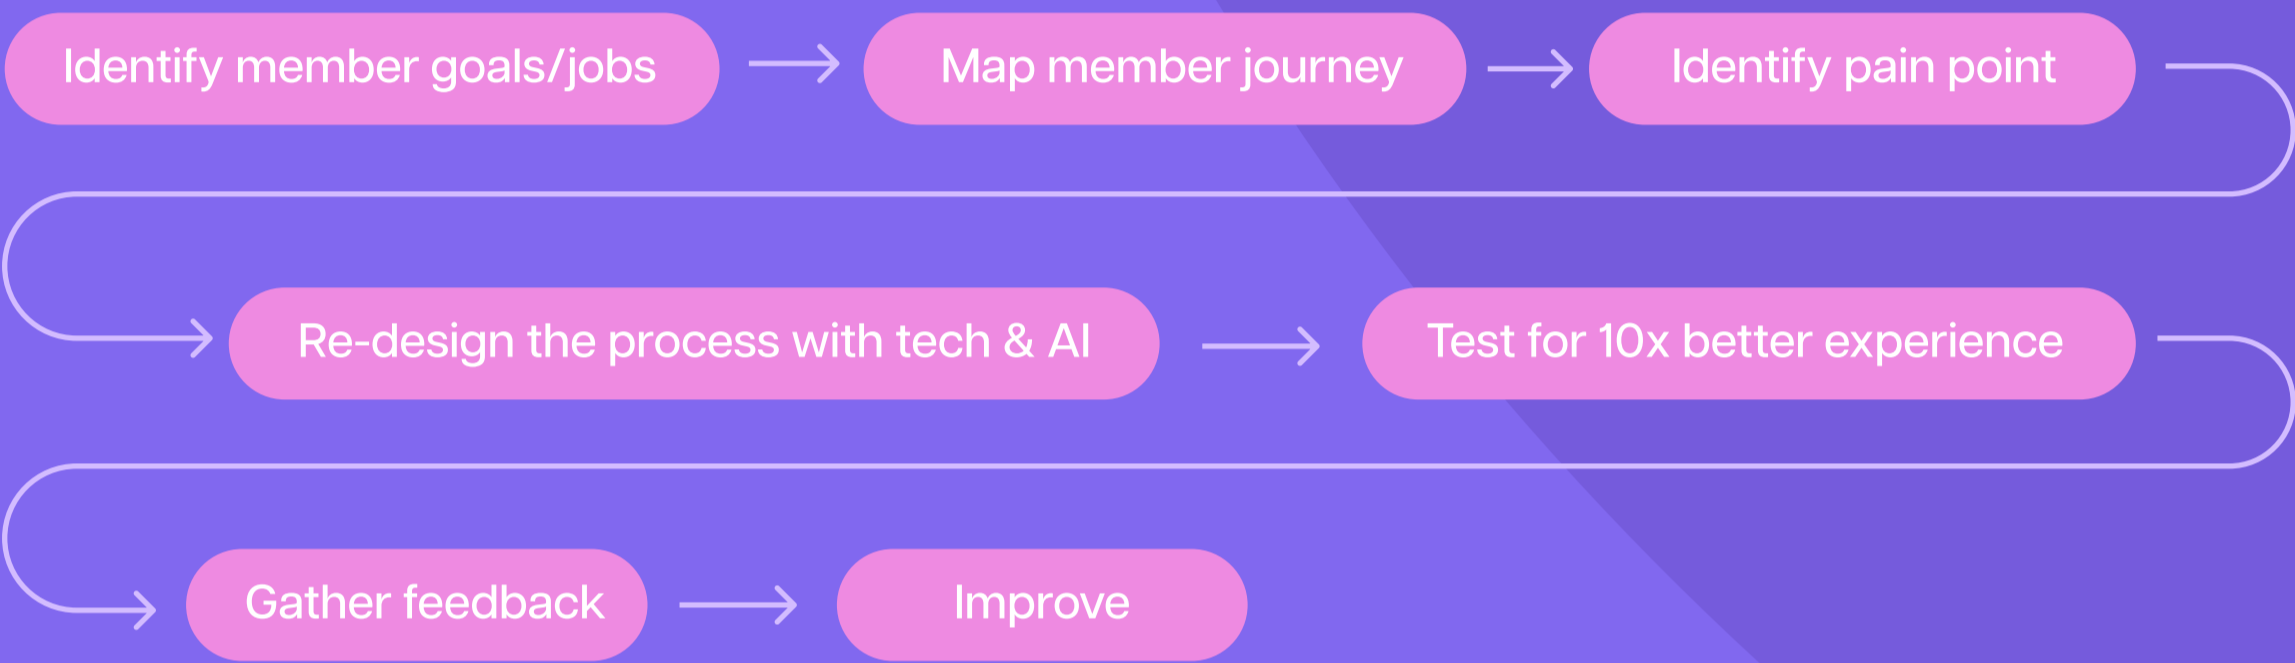 Identify member goals/jobs
Map member journey
Identify pain point
Re-design the process with tech & AI
Test for 10x better experience
Gather feedback
Improve